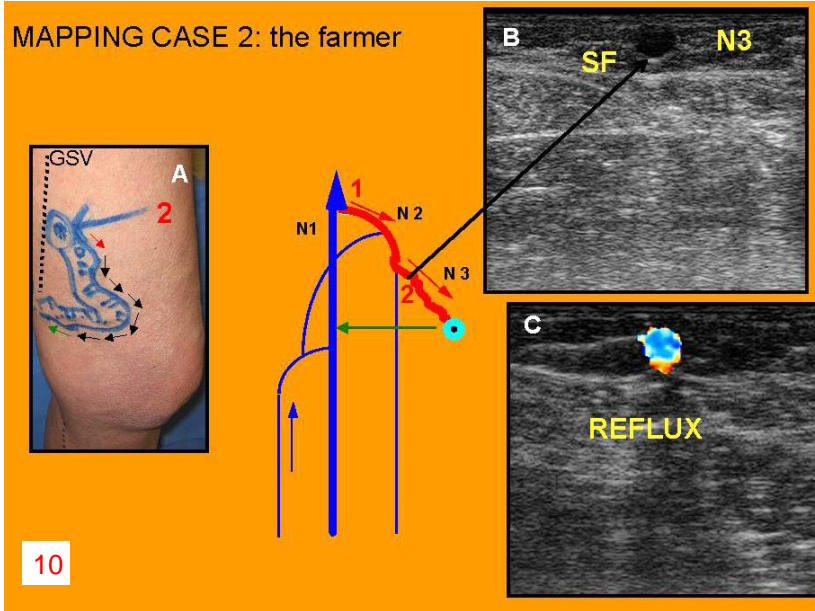 MAPPING CASE 2: the farmer
B
SF
N3
GSV
A
2
1
N 2
N1
N 3
2
C
REFLUX
10